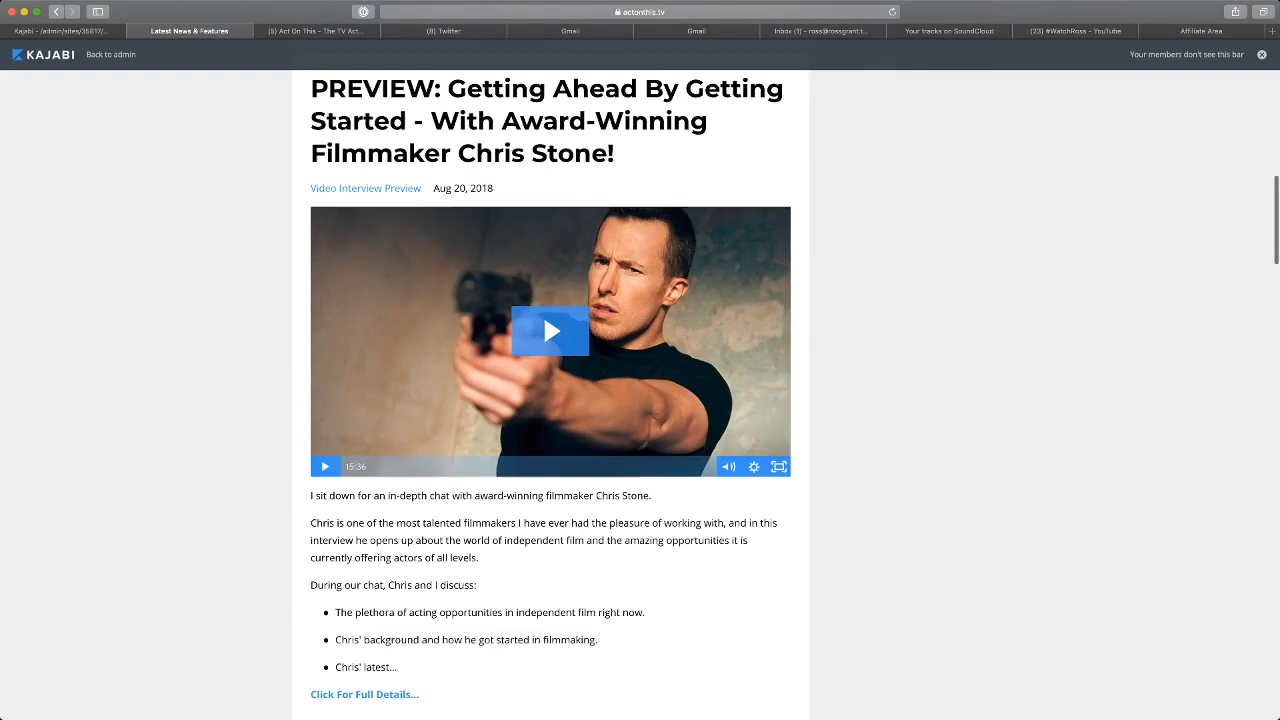 actonthis.tv
Kajabi - /admin/sites/35817/...
Latest News & Features
(5) Act On This - The TV Act...
(8) Twitter
Gmail
Gmail
Inbox (1) - ross@rossgrant.t...
Your tracks on SoundCloud
(23) #WatchRoss - YouTube
Affiliate Area
KAJABI
Back to admin
Your members don't see this bar
PREVIEW: Getting Ahead By Getting
Started - With Award-Winning
Filmmaker Chris Stone!
Video Interview Preview Aug 20, 2018
15:36
I sit down for an in-depth chat with award-winning filmmaker Chris Stone.
Chris is one of the most talented filmmakers I have ever had the pleasure of working with, and in this
interview he opens up about the world of independent film and the amazing opportunities it is
currently offering actors of all levels.
During our chat, Chris and I discuss:
The plethora of acting opportunities in independent film right now.
Chris' background and how he got started in filmmaking.
Chris' latest...
Click For Full Details...